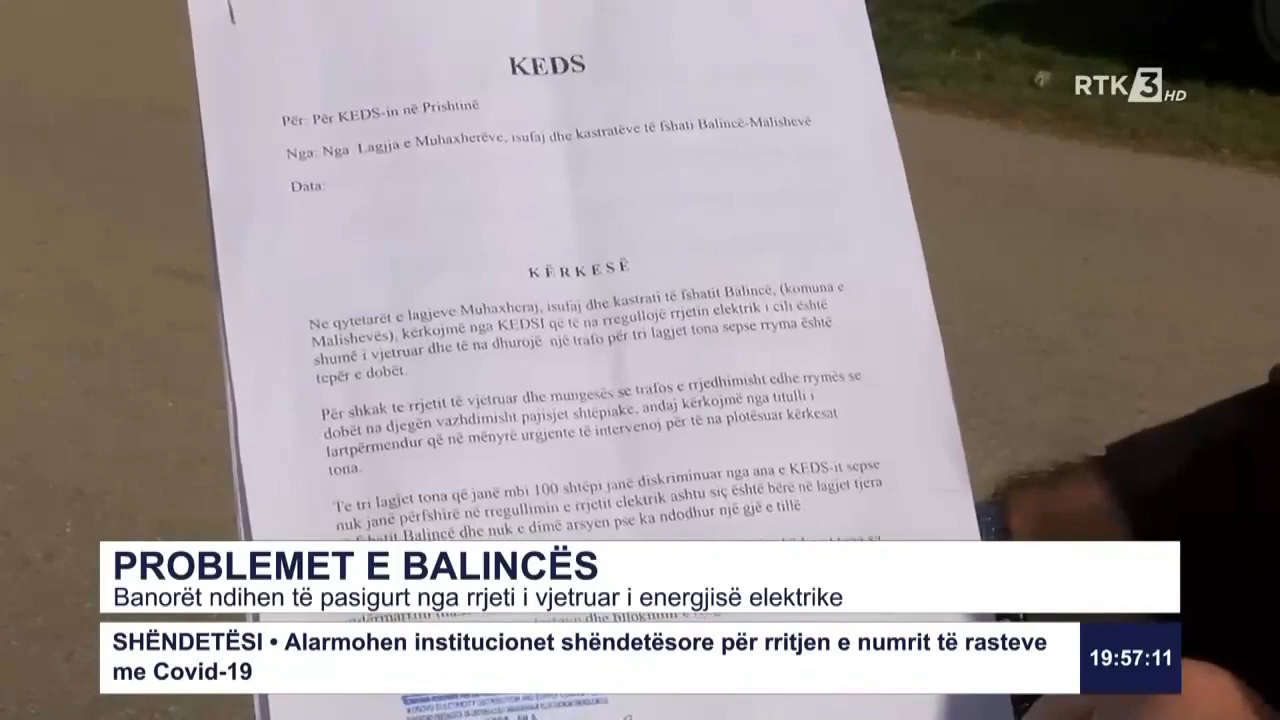 KEDS
RTK 3 HD
Për: Për KEDS-in në Prishtinë
Nga: Nga Lagjja e Muhaxherëve, isufaj dhe kastratëve të fshati Balincë-Malishevë
Data:
KËRKESË
Ne qytetarët e lagjeve Muhaxheraj, isufaj dhe kastrati të fshatit Balincë, (komuna e
Malishevës), kërkojmë nga KEDSI që të na rregullojë rrjetin elektrik i cili është
shumë i vjetruar dhe të na dhurojë një trafo për tri lagjet tona sepse rryma është
tepër e dobët.
Për shkak te rrjetit të vjetruar dhe mungesës se trafos e rrjedhimisht edhe rrymës se
dobët na djegën vazhdimisht pajisjet shtëpiake, andaj kërkojmë nga titulli i
lartpërmendur që në mënyrë urgjente të intervenoj për të na plotësuar kërkesat
tona.
Te tri lagjet tona që janë mbi 100 shtëpi janë diskriminuar nga ana e KEDS-it sepse
nuk janë përfshirë në rregullimin e rrjetit elektrik ashtu siç është bërë në lagjet tjera
Balincë dhe nuk e dimë arsyen pse ka ndodhur një gjë e tillë
PROBLEMET E BALINCËS
Banorët ndihen të pasigurt nga rrjeti i vjetruar i energjisë elektrike
SHËNDETËSI • Alarmohen institucionet shëndetësore për rritjen e numrit të rasteve
me Covid-19
19:57:11